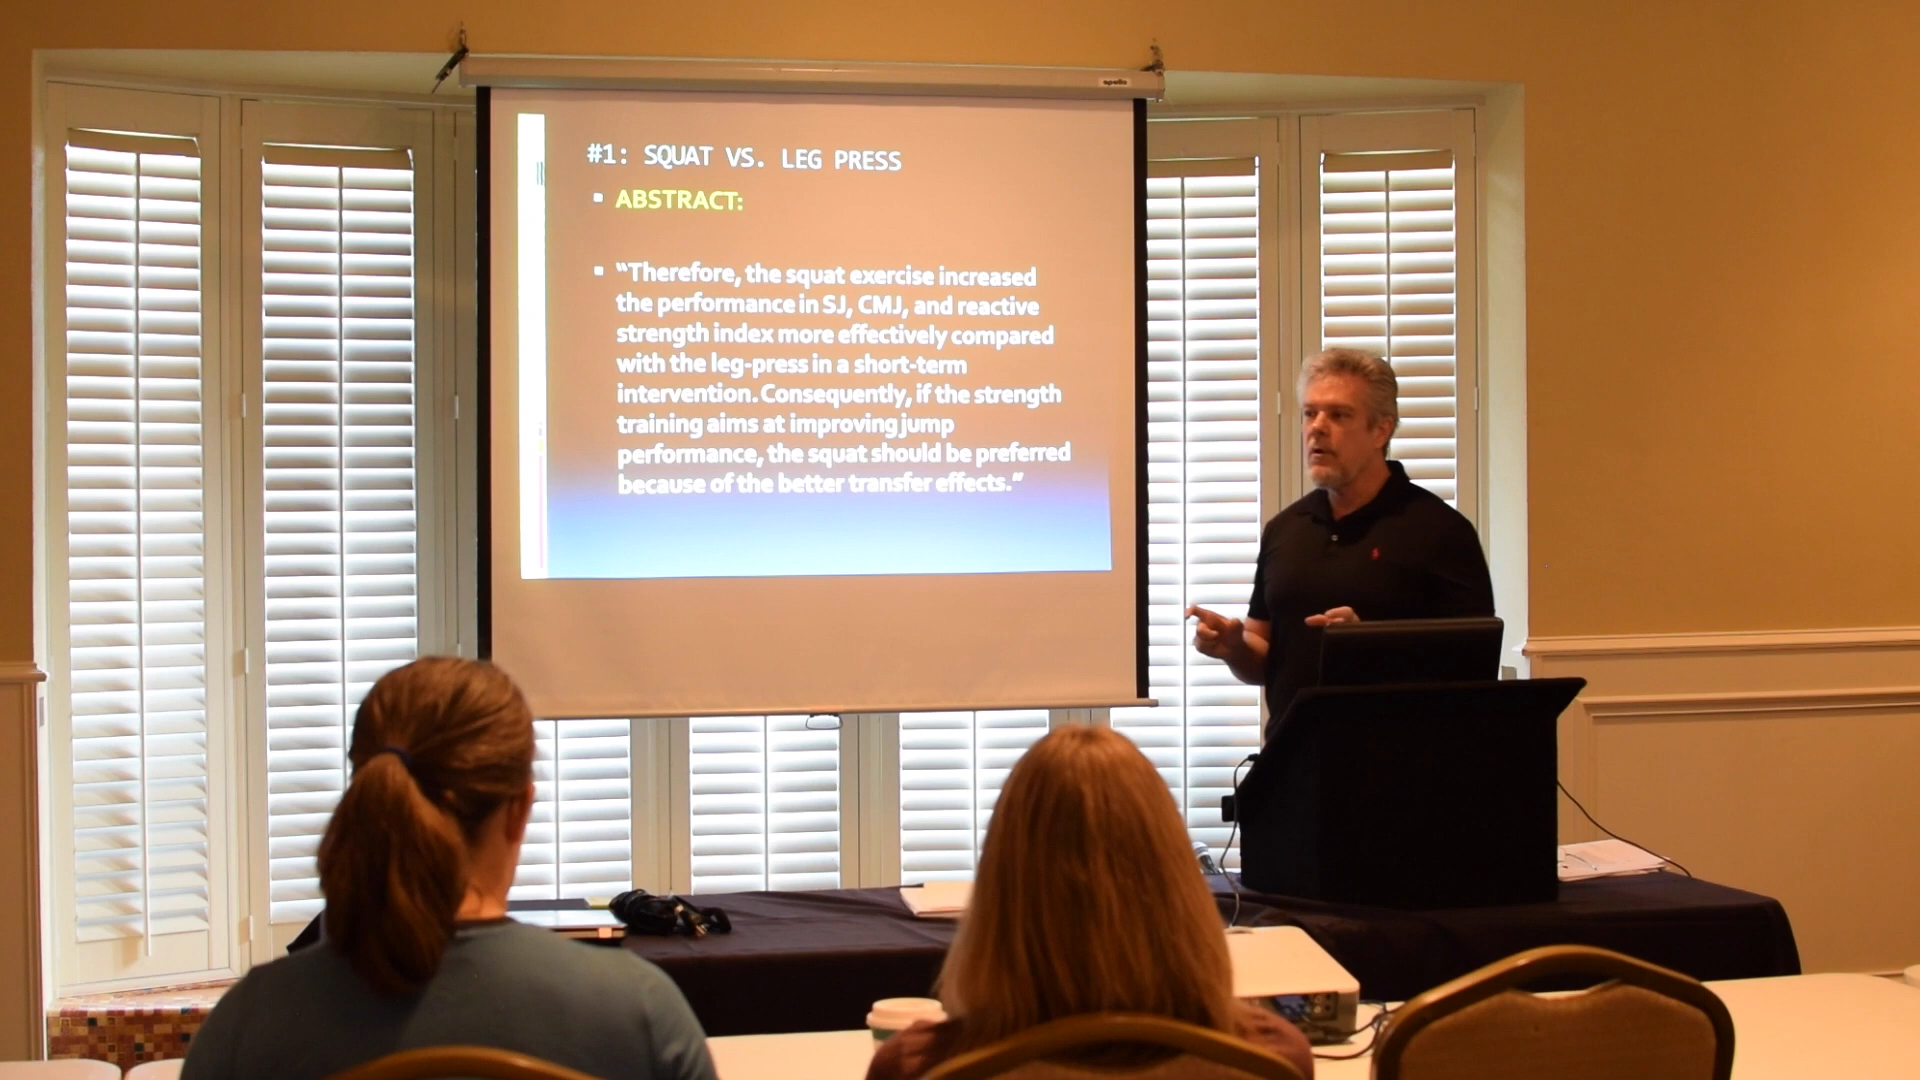 apollo
#1: SQUAT VS. LEG PRESS
▪ ABSTRACT:
▪ “Therefore, the squat exercise increased
the performance in SJ, CMJ, and reactive
strength index more effectively compared
with the leg-press in a short-term
intervention. Consequently, if the strength
training aims at improving jump
performance, the squat should be preferred
because of the better transfer effects.”